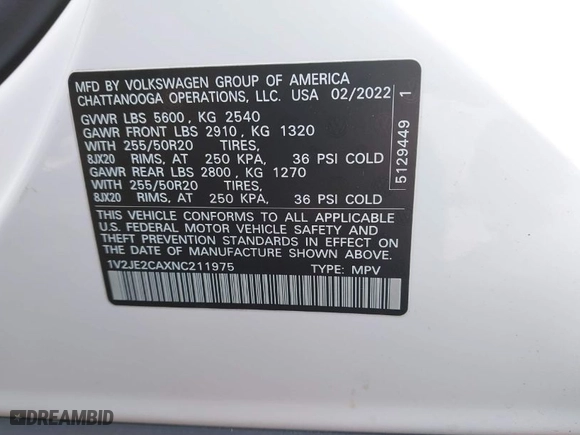 MFD BY VOLKSWAGEN GROUP OF AMERICA
CHATTANOOGA OPERATIONS, LLC. USA 02/2022
GVWR LBS 5600, KG 2540
GAWR FRONT LBS 2910, KG 1320
WITH 255/50R20 TIRES,
8JX20 RIMS, AT 250 KPA, 36 PSI COLD
GAWR REAR LBS 2800, KG 1270
WITH 255/50R20 TIRES,
8JX20 RIMS, AT 250 KPA, 36 PSI COLD
THIS VEHICLE CONFORMS TO ALL APPLICABLE
U.S. FEDERAL MOTOR VEHICLE SAFETY AND
THEFT PREVENTION STANDARDS IN EFFECT ON
THE DATE OF MANUFACTURE SHOWN ABOVE.
1V2JE2CAXNC211975 TYPE: MPV
5129449 1
DREAMBID